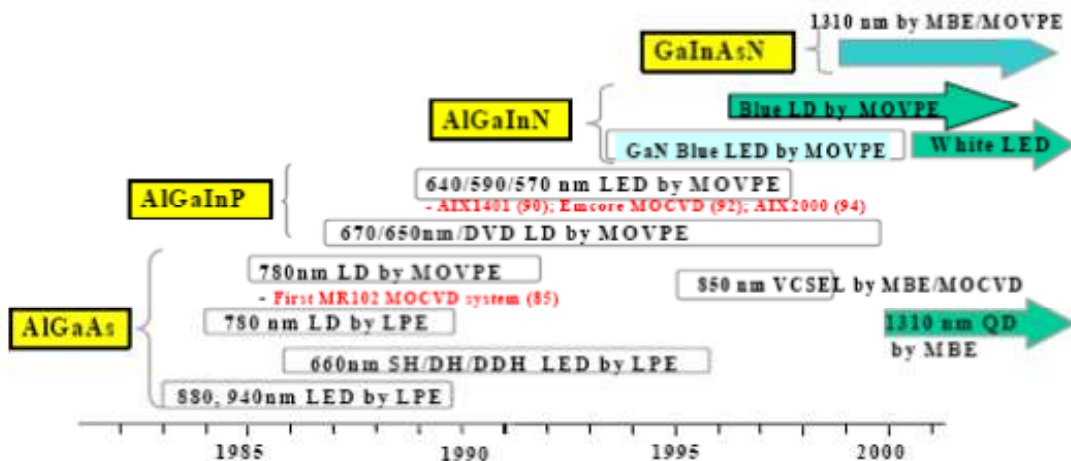 1310 nm by MBE/MOVPE
GaInAsN
Blue LD by MOVPE
AlGaInN
GaN Blue LED by MOVPE
White LED
640/590/570 nm LED by MOVPE
AlGaInP
- AIX1401 (90); Emcore MOCVD (92); AIX2000 (94)
670/650nm/DVD LD by MOVPE
780nm LD by MOVPE
850 nm VCSEL by MBE/MOCVD
- First MR102 MOCVD system (85)
AlGaAs
780 nm LD by LPE
1310 nm QD
by MBE
660nm SH/DH/DDH LED by LPE
880, 940nm LED by LPE
1985 1990 1995 2000